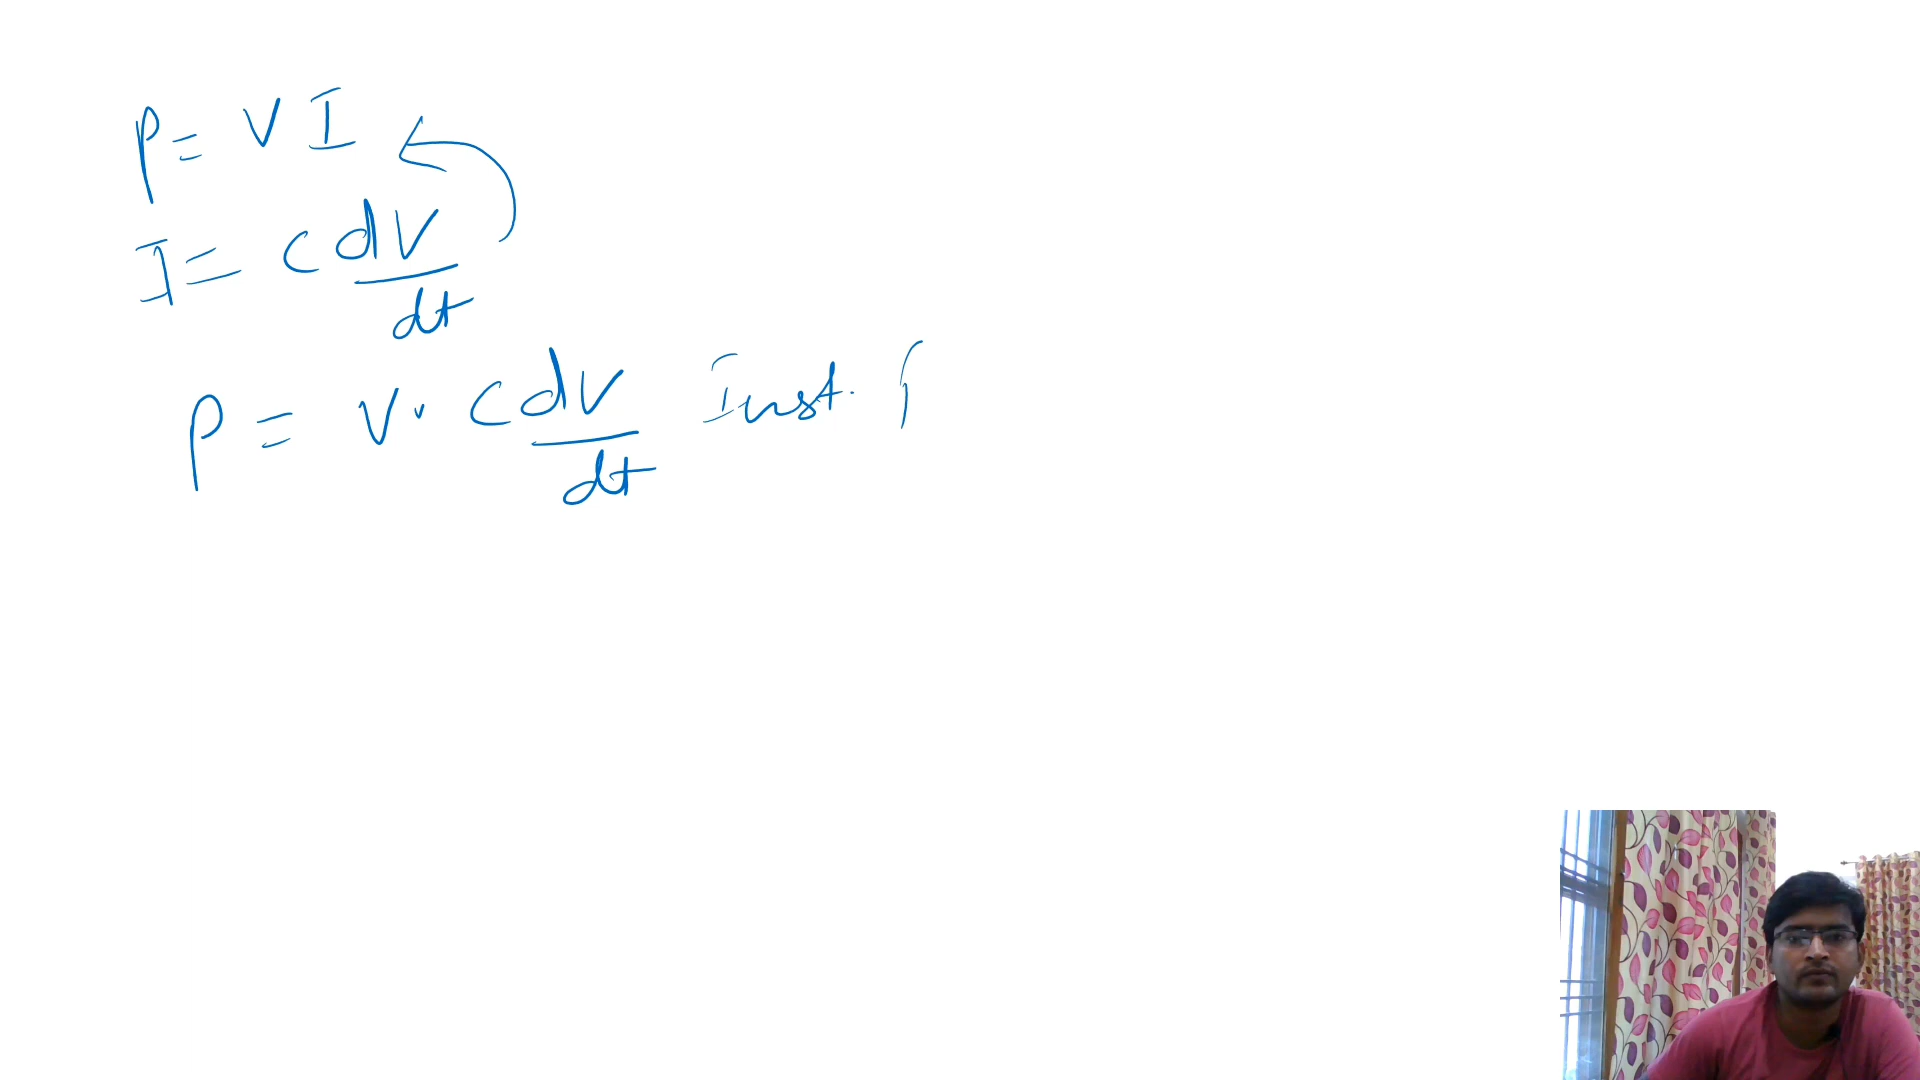 P = V I
I = C dV/dt
P = V · C dV/dt Inst.